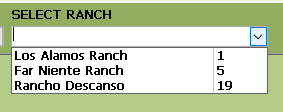 SELECT RANCH
Los Alamos Ranch 1
Far Niente Ranch 5
Rancho Descanso 19